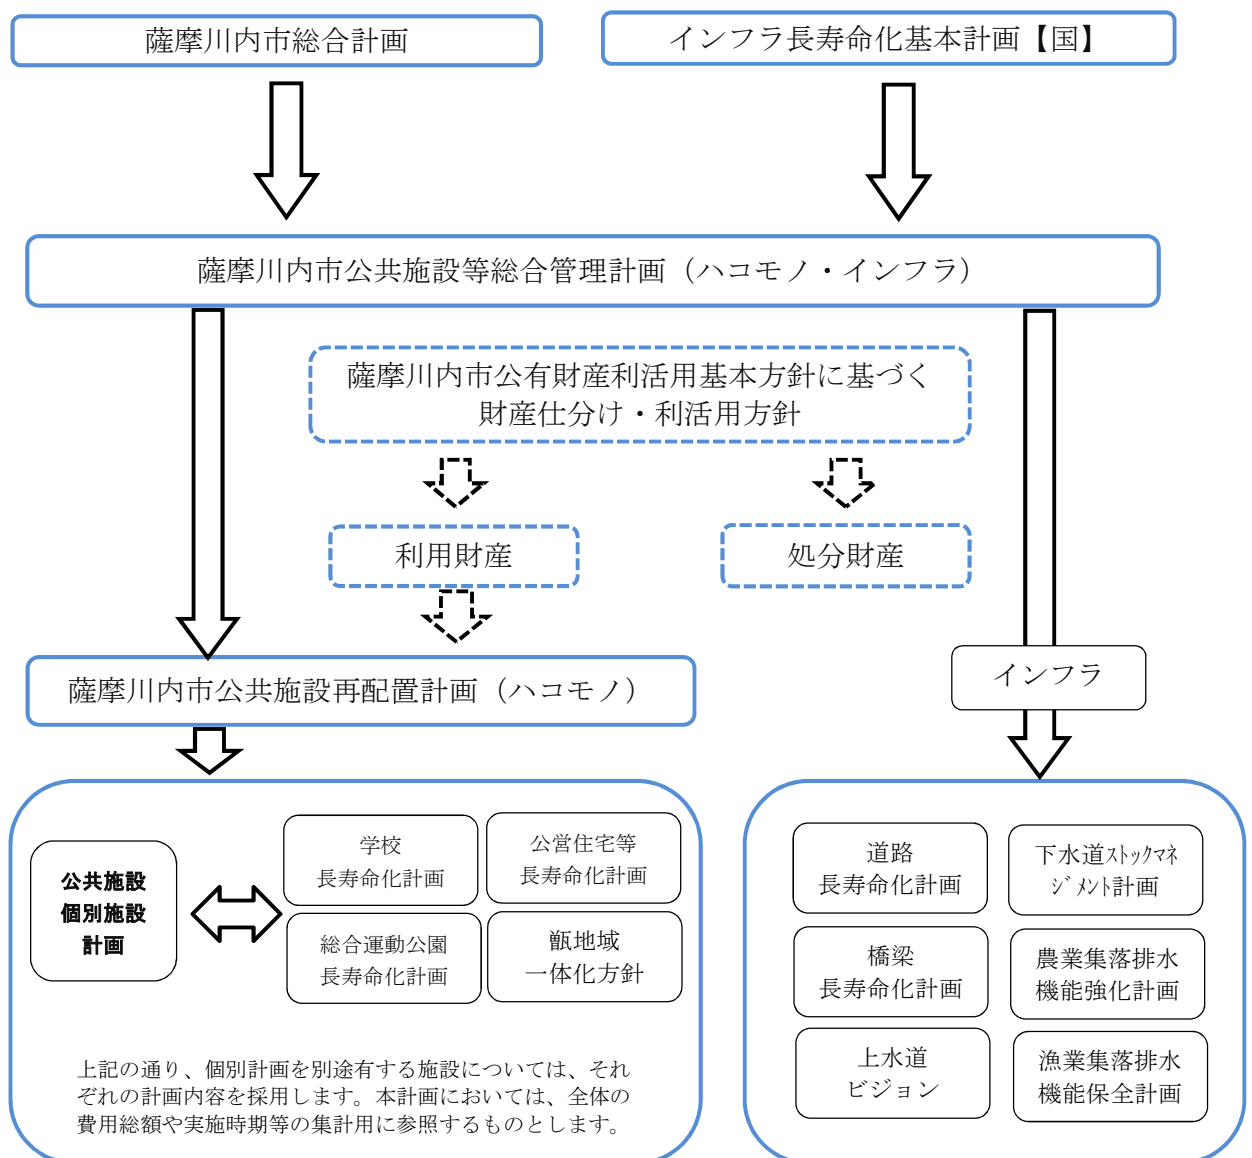 薩摩川内市総合計画
インフラ長寿命化基本計画【国】
薩摩川内市公共施設等総合管理計画（ハコモノ・インフラ）
薩摩川内市公有財産利活用基本方針に基づく
財産仕分け・利活用方針
利用財産
処分財産
薩摩川内市公共施設再配置計画（ハコモノ）
インフラ
公共施設
個別施設
計画
学校
長寿命化計画
公営住宅等
長寿命化計画
総合運動公園
長寿命化計画
甑地域
一体化方針
上記の通り、個別計画を別途有する施設については、それ
ぞれの計画内容を採用します。本計画においては、全体の
費用総額や実施時期等の集計用に参照するものとします。
道路
長寿命化計画
下水道ｽﾄｯｸﾏﾈ
ｼﾞﾒﾝﾄ計画
橋梁
長寿命化計画
農業集落排水
機能強化計画
上水道
ビジョン
漁業集落排水
機能保全計画